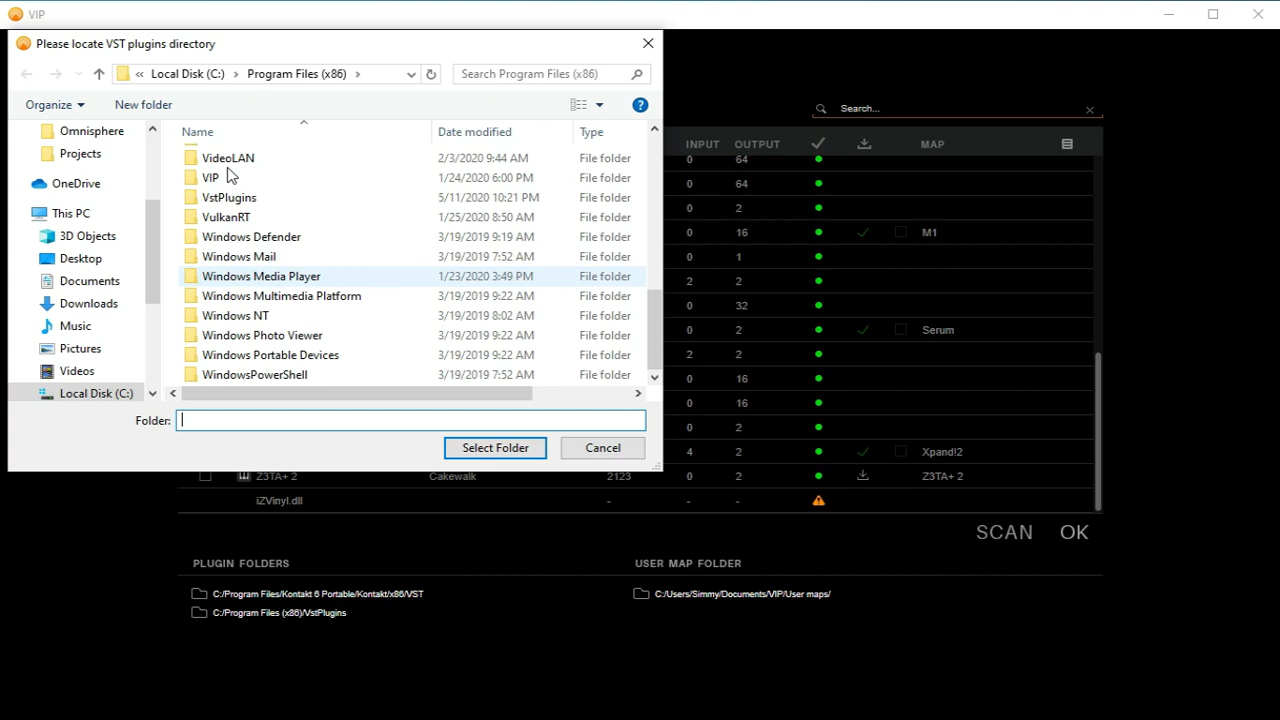 VIP
Please locate VST plugins directory
« Local Disk (C:) › Program Files (x86) ›
Search Program Files (x86)
Organize
New folder
Name Date modified Type
VideoLAN 2/3/2020 9:44 AM File folder
VIP 1/24/2020 6:00 PM File folder
VstPlugins 5/11/2020 10:21 PM File folder
VulkanRT 1/25/2020 8:50 AM File folder
Windows Defender 3/19/2019 9:19 AM File folder
Windows Mail 3/19/2019 7:52 AM File folder
Windows Media Player 1/23/2020 3:49 PM File folder
Windows Multimedia Platform 3/19/2019 9:22 AM File folder
Windows NT 3/19/2019 8:02 AM File folder
Windows Photo Viewer 3/19/2019 9:22 AM File folder
Windows Portable Devices 3/19/2019 9:22 AM File folder
WindowsPowerShell 3/19/2019 7:52 AM File folder
Omnisphere
Projects
OneDrive
This PC
3D Objects
Desktop
Documents
Downloads
Music
Pictures
Videos
Local Disk (C:)
Folder:
Select Folder
Cancel
Search...
INPUT OUTPUT MAP
0 64
0 64
0 2
0 16 M1
0 1
2 2
0 32
0 2 Serum
2 2
0 16
0 16
0 2
4 2 Xpand!2
Z3TA+ 2 Cakewalk 2123 0 2 Z3TA+ 2
iZVinyl.dll - - -
SCAN OK
PLUGIN FOLDERS
C:/Program Files/Kontakt 6 Portable/Kontakt/x86/VST
C:/Program Files (x86)/VstPlugins
USER MAP FOLDER
C:/Users/Simmy/Documents/VIP/User maps/